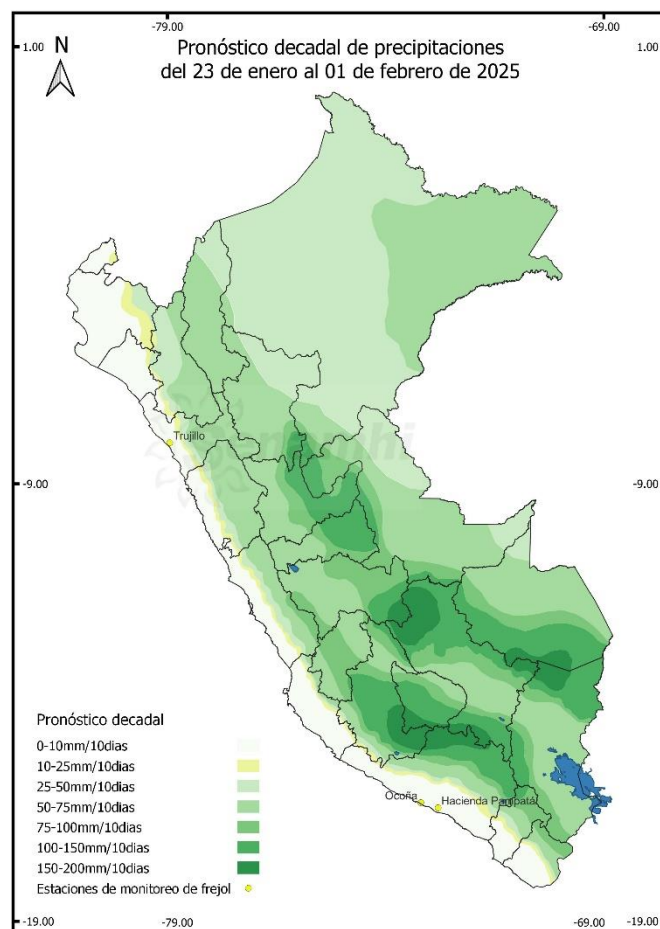 -79.00
-69.00
1.00
N
Pronóstico decadal de precipitaciones
1.00
del 23 de enero al 01 de febrero de 2025
Trujillo
senamhi
-9.00
-9.00
Pronóstico decadal
0-10mm/10dias
10-25mm/10dias
25-50mm/10dias
50-75mm/10dias
75-100mm/10dias
100-150mm/10dias
150-200mm/10dias
Estaciones de monitoreo de frejol
Ocoña
Hacienda
-19.00
-79.00
-69.00
-19.00